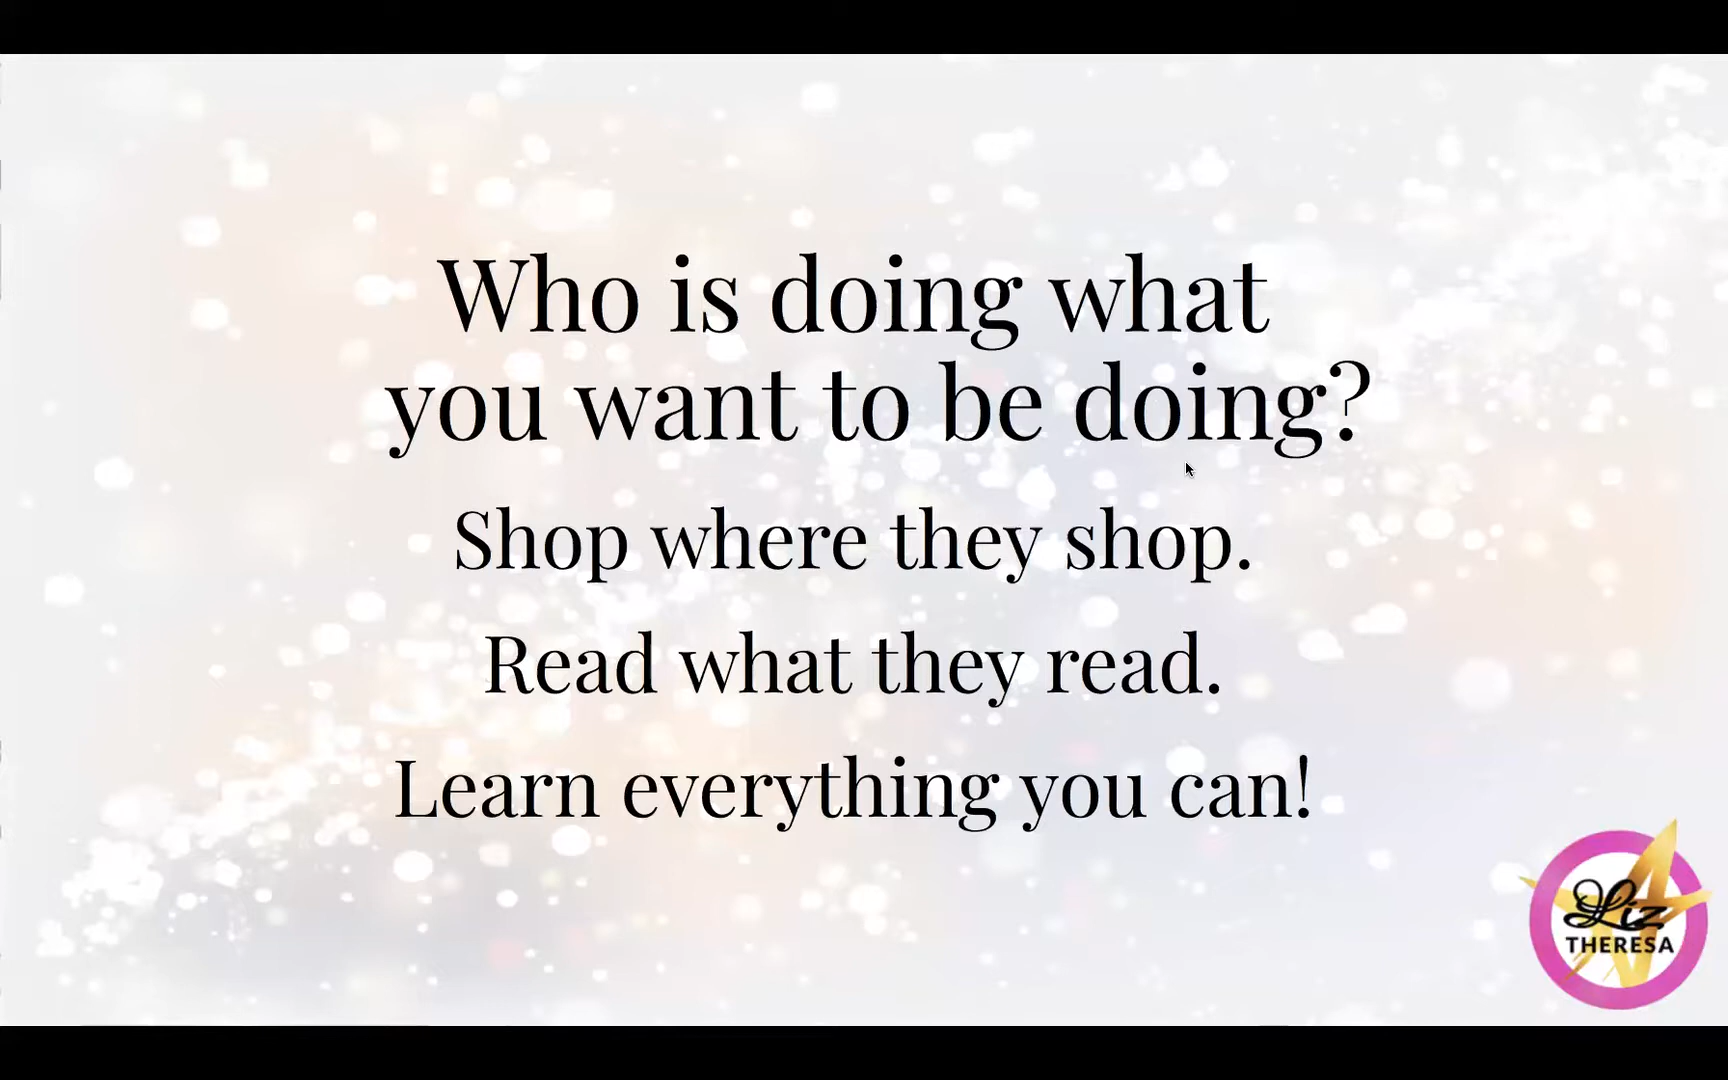 Who is doing what
you want to be doing?
Shop where they shop.
Read what they read.
Learn everything you can!
Liz
THERESA